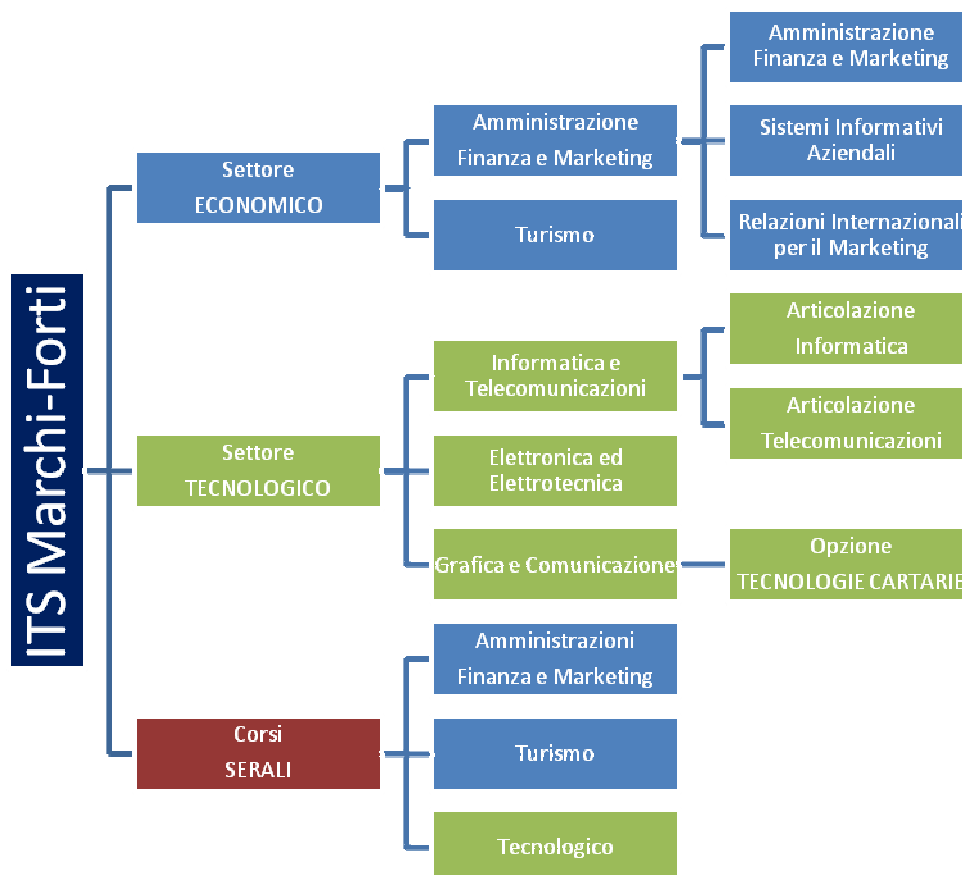 ITS Marchi-Forti
Settore
ECONOMICO
Amministrazione
Finanza e Marketing
Amministrazione
Finanza e Marketing
Sistemi Informativi
Aziendali
Relazioni Internazionali
per il Marketing
Turismo
Settore
TECNOLOGICO
Informatica e
Telecomunicazioni
Articolazione
Informatica
Articolazione
Telecomunicazioni
Elettronica ed
Elettrotecnica
Grafica e Comunicazione
Opzione
TECNOLOGIE CARTARIE
Corsi
SERALI
Amministrazioni
Finanza e Marketing
Turismo
Tecnologico